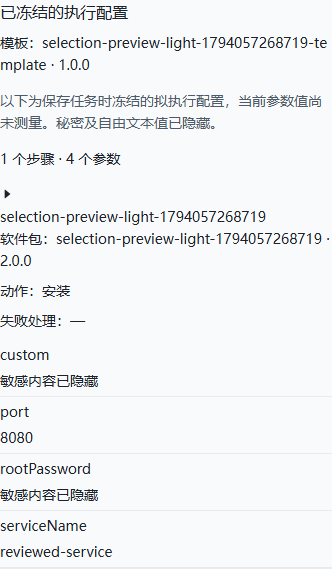 已冻结的执行配置
模板：selection-preview-light-1794057268719-te
mplate · 1.0.0
以下为保存任务时冻结的拟执行配置，当前参数值尚
未测量。秘密及自由文本值已隐藏。
1 个步骤 · 4 个参数
selection-preview-light-1794057268719
软件包：selection-preview-light-1794057268719 ·
2.0.0
动作：安装
失败处理：—
custom
敏感内容已隐藏
port
8080
rootPassword
敏感内容已隐藏
serviceName
reviewed-service